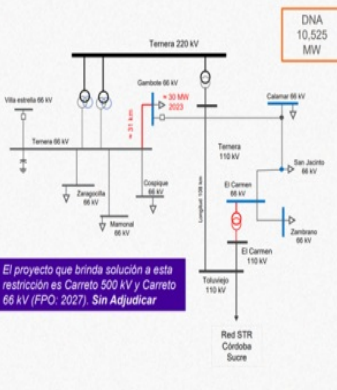 DNA
10,525
MW
Ternera 220 kV
Gambote 66 kV
≈ 30 MW
2023
Calamar 66 kV
Villa estrella 66 kV
≈ 31 km
Ternera 66 kV
Ternera
110 kV
San Jacinto
66 kV
Zaragocilla
66 kV
Cospique
66 kV
El Carmen
66 kV
Longitud 109 km
Mamonal
66 kV
Zambrano
66 kV
El Carmen
110 kV
El proyecto que brinda solución a esta
restricción es Carreto 500 kV y Carreto
66 kV (FPO: 2027). Sin Adjudicar
Toluviejo
110 kV
Red STR
Córdoba
Sucre